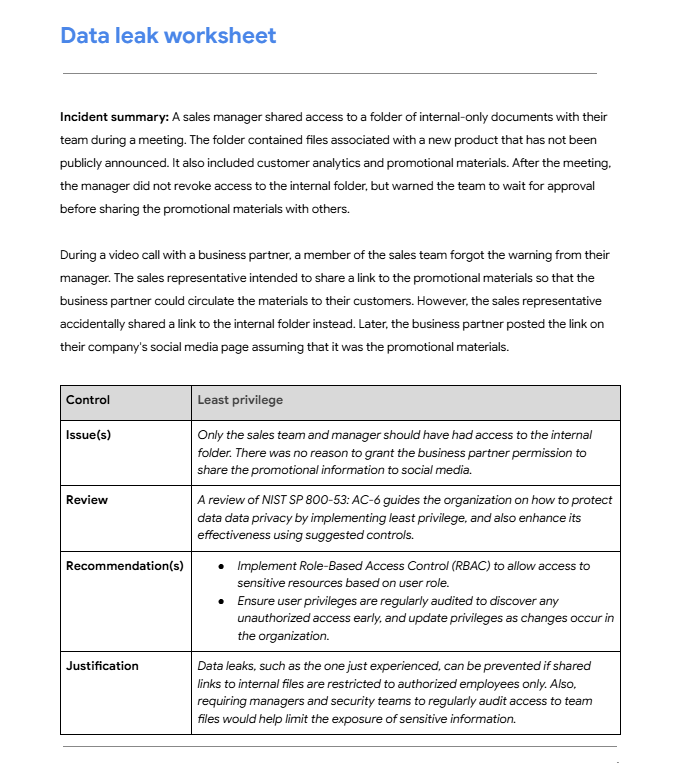 Data leak worksheet
Incident summary: A sales manager shared access to a folder of internal-only documents with their
team during a meeting. The folder contained files associated with a new product that has not been
publicly announced. It also included customer analytics and promotional materials. After the meeting,
the manager did not revoke access to the internal folder, but warned the team to wait for approval
before sharing the promotional materials with others.
During a video call with a business partner, a member of the sales team forgot the warning from their
manager. The sales representative intended to share a link to the promotional materials so that the
business partner could circulate the materials to their customers. However, the sales representative
accidentally shared a link to the internal folder instead. Later, the business partner posted the link on
their company's social media page assuming that it was the promotional materials.
Control
Least privilege
Issue(s)
Only the sales team and manager should have had access to the internal
folder. There was no reason to grant the business partner permission to
share the promotional information to social media.
Review
A review of NIST SP 800-53: AC-6 guides the organization on how to protect
data data privacy by implementing least privilege, and also enhance its
effectiveness using suggested controls.
Recommendation(s)
● Implement Role-Based Access Control (RBAC) to allow access to
sensitive resources based on user role.
● Ensure user privileges are regularly audited to discover any
unauthorized access early, and update privileges as changes occur in
the organization.
Justification
Data leaks, such as the one just experienced, can be prevented if shared
links to internal files are restricted to authorized employees only. Also,
requiring managers and security teams to regularly audit access to team
files would help limit the exposure of sensitive information.